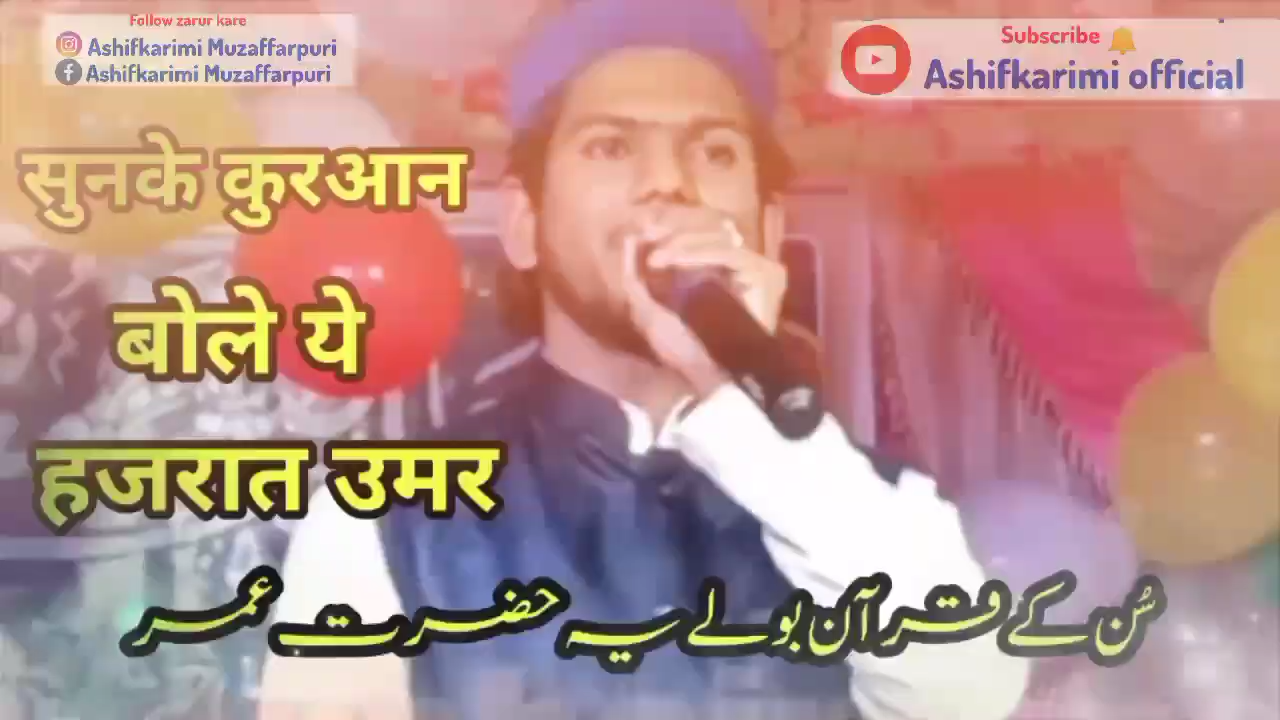 Follow zarur kare
Ashifkarimi Muzaffarpuri
Ashifkarimi Muzaffarpuri
Subscribe
Ashifkarimi official
सुनके कुरआन
बोले ये
हजरात उमर
سُن کے قرآن بولے یہ حضرت عمر